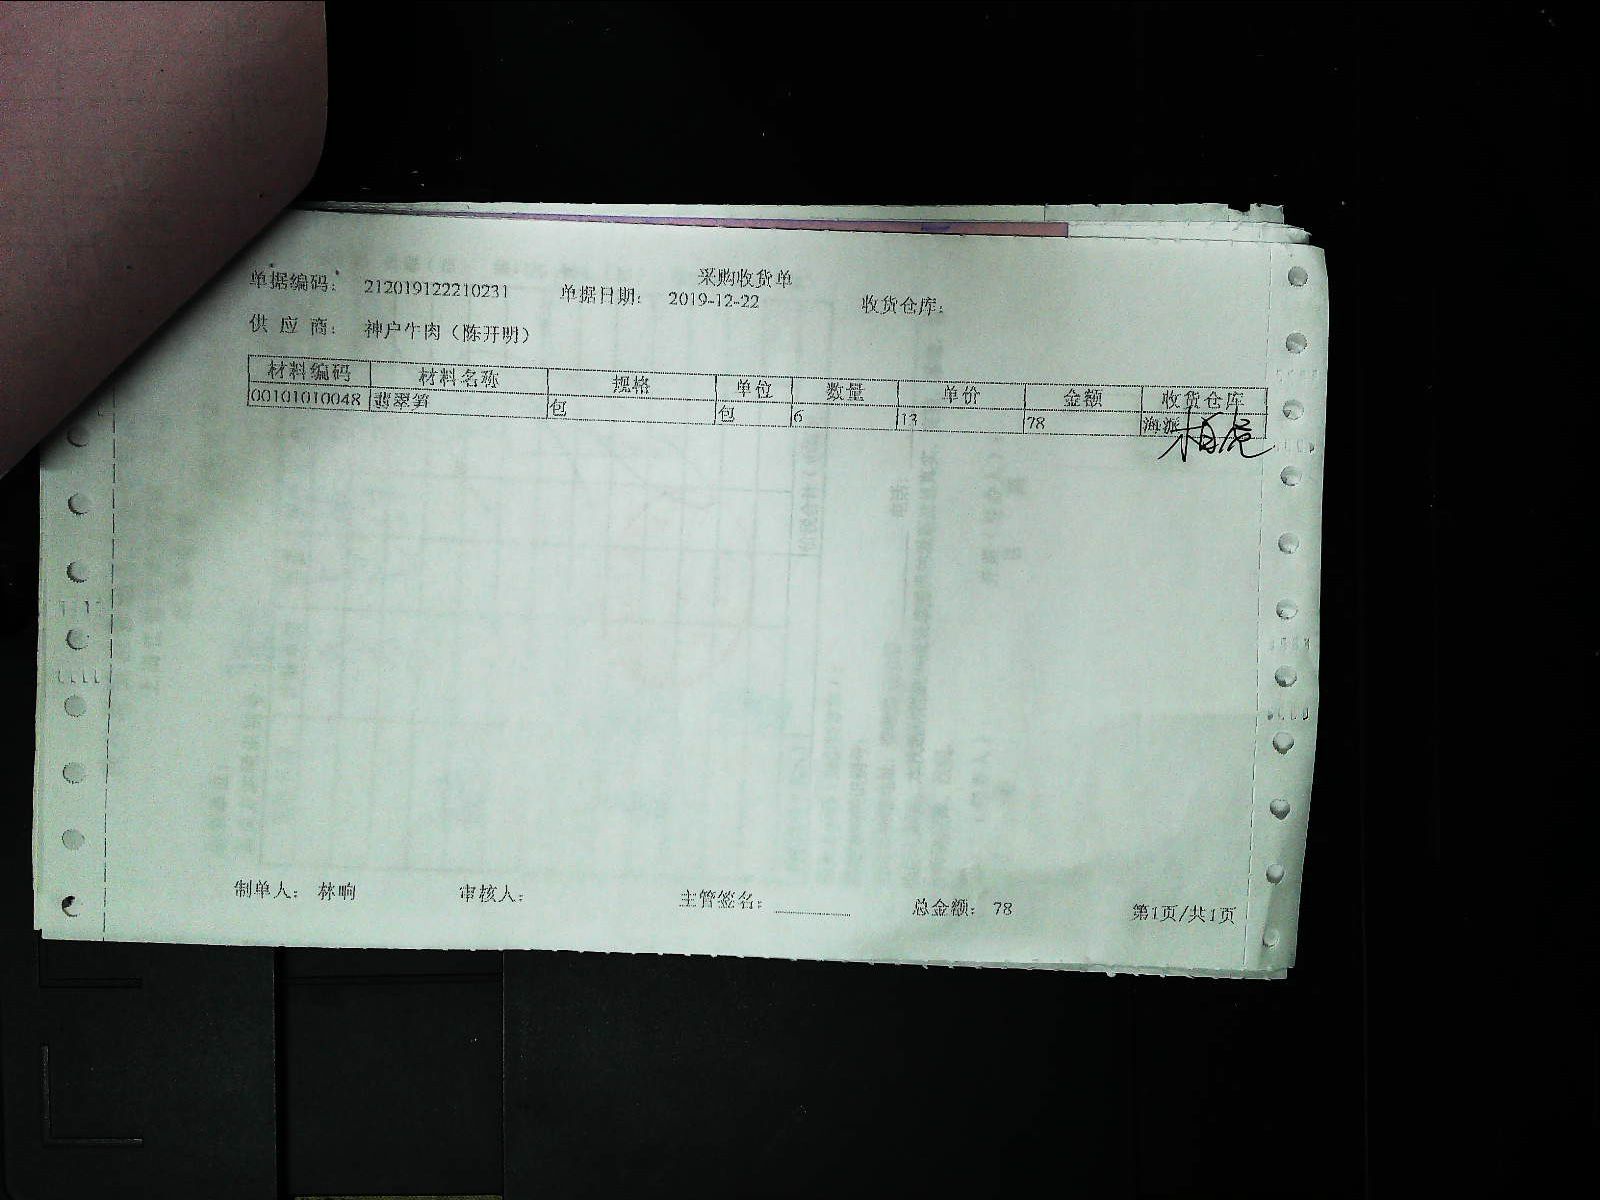 采购收货单
单据编码： 212019122210231 单据日期： 2019-12-22 收货仓库：
供 应 商： 神户牛肉（陈开明）
材料编码 材料名称 规格 单位 数量 单价 金额 收货仓库
00101010048 翡翠笋 包 包 6 13 78 海派
制单人： 林响 审核人： 主管签名： 总金额： 78 第1页/共1页